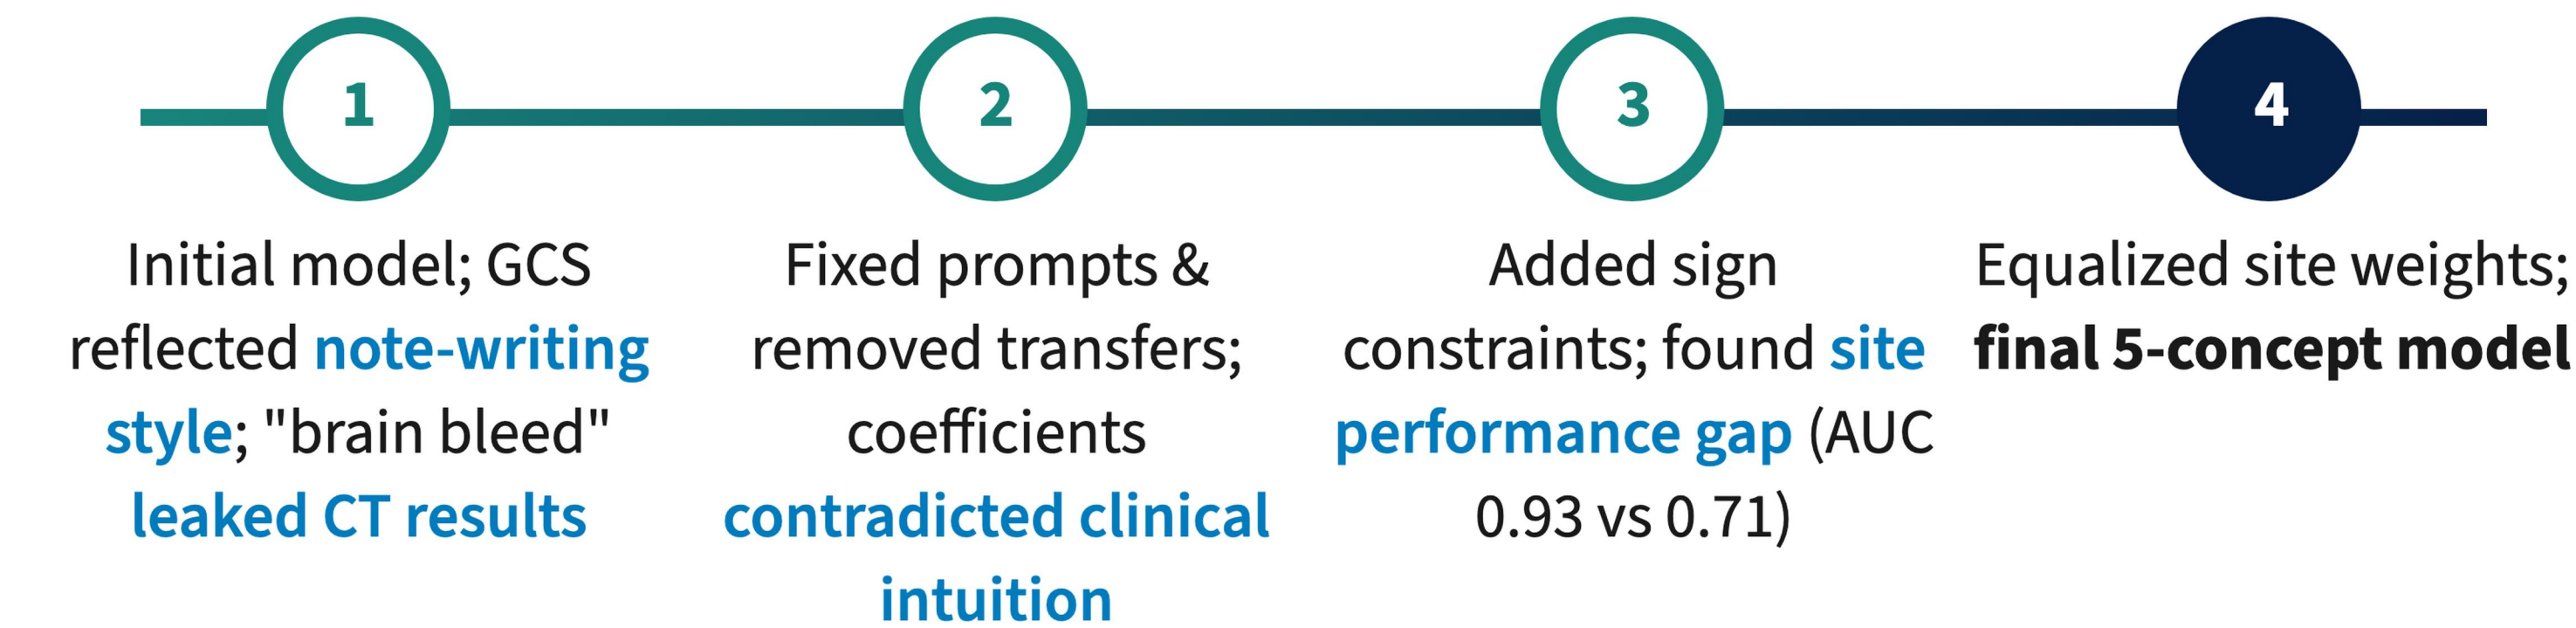 1
Initial model; GCS
reflected note-writing
style; "brain bleed"
leaked CT results
2
Fixed prompts &
removed transfers;
coefficients
contradicted clinical
intuition
3
Added sign
constraints; found site
performance gap (AUC
0.93 vs 0.71)
4
Equalized site weights;
final 5-concept model